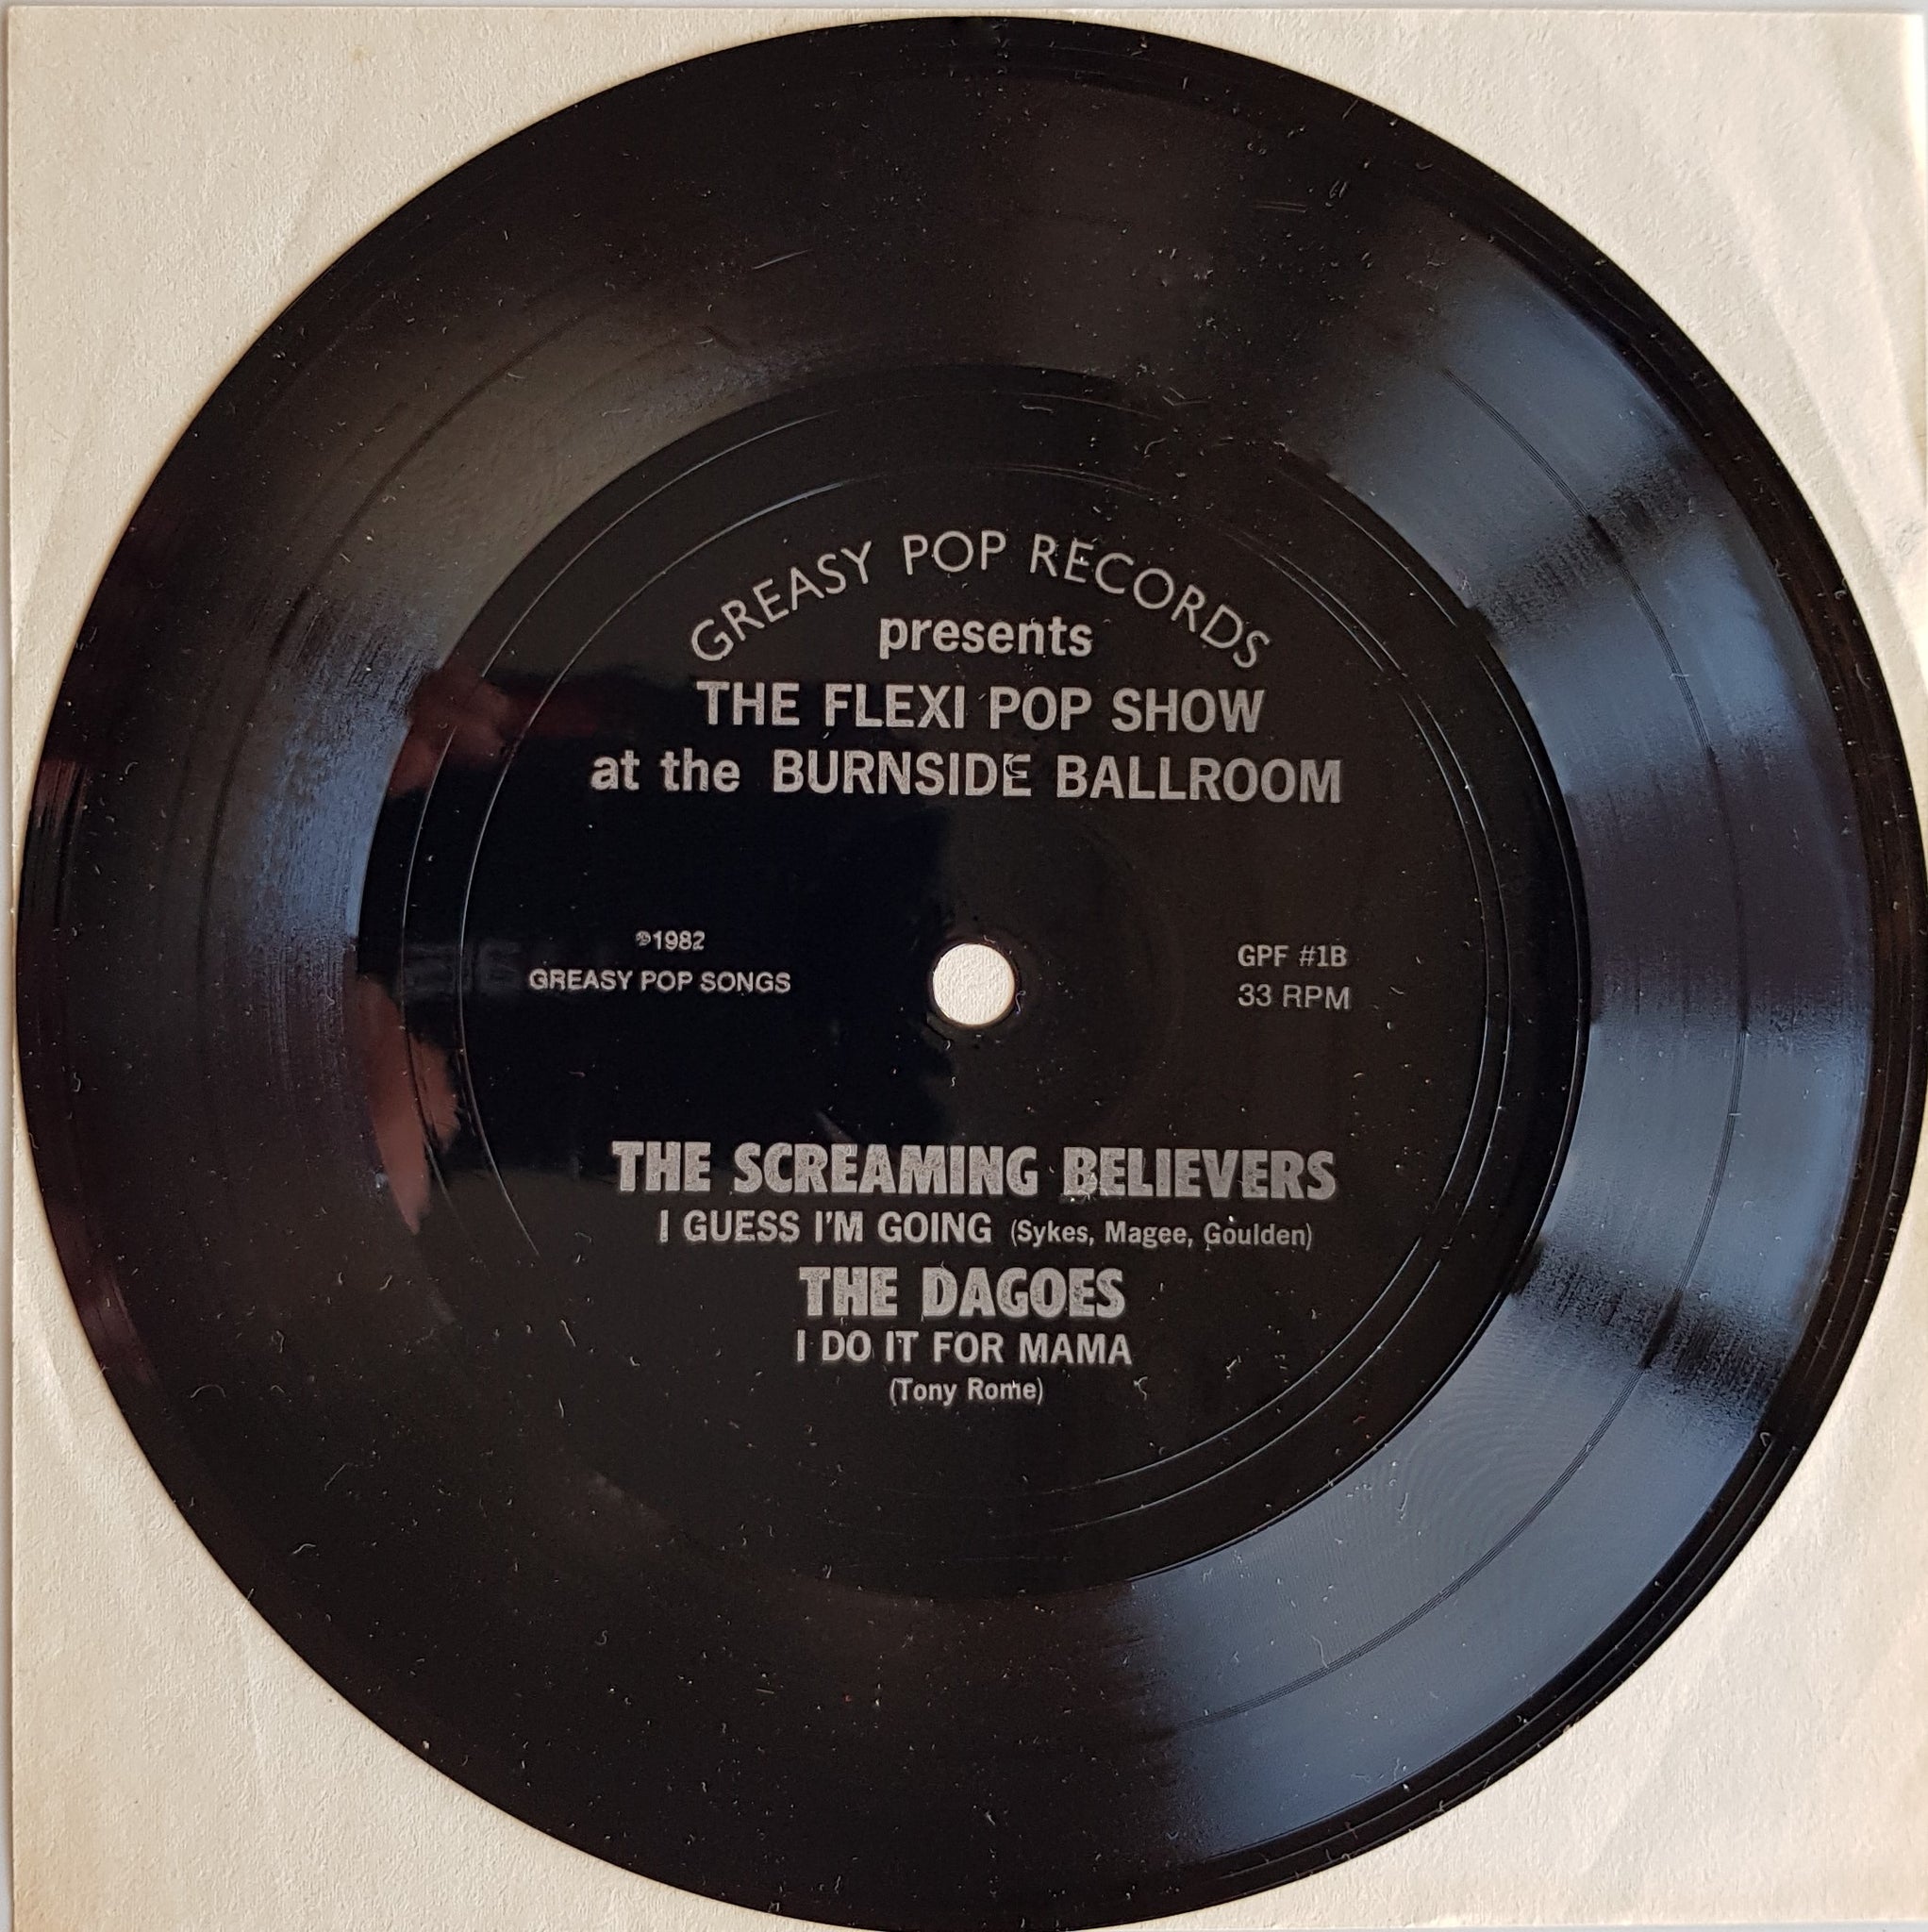 GREASY POP RECORDS
presents
THE FLEXI POP SHOW
at the BURNSIDE BALLROOM
℗1982
GREASY POP SONGS
GPF #1B
33 RPM
THE SCREAMING BELIEVERS
I GUESS I'M GOING (Sykes, Magee, Goulden)
THE DAGOES
I DO IT FOR MAMA
(Tony Rome)